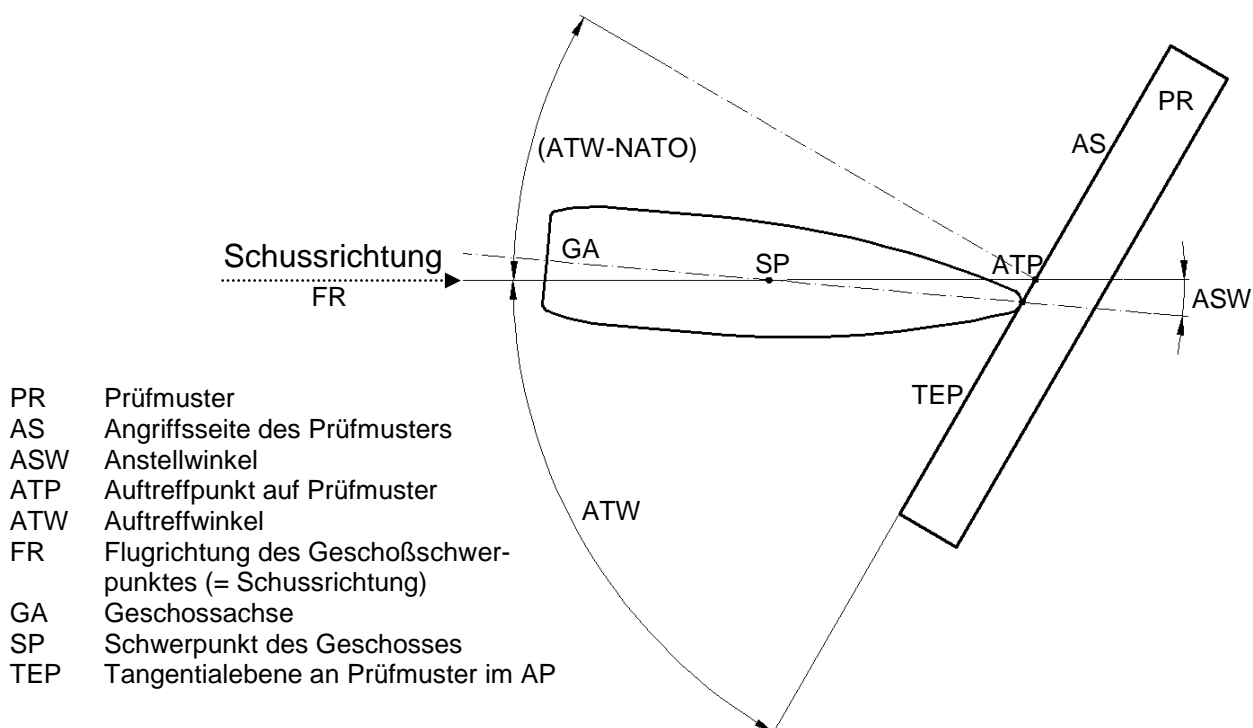 PR
(ATW-NATO)
AS
Schussrichtung
GA
SP
ATP
FR
ASW
TEP
ATW
PR Prüfmuster
AS Angriffsseite des Prüfmusters
ASW Anstellwinkel
ATP Auftreffpunkt auf Prüfmuster
ATW Auftreffwinkel
FR Flugrichtung des Geschoßschwer-
punktes (= Schussrichtung)
GA Geschossachse
SP Schwerpunkt des Geschosses
TEP Tangentialebene an Prüfmuster im AP